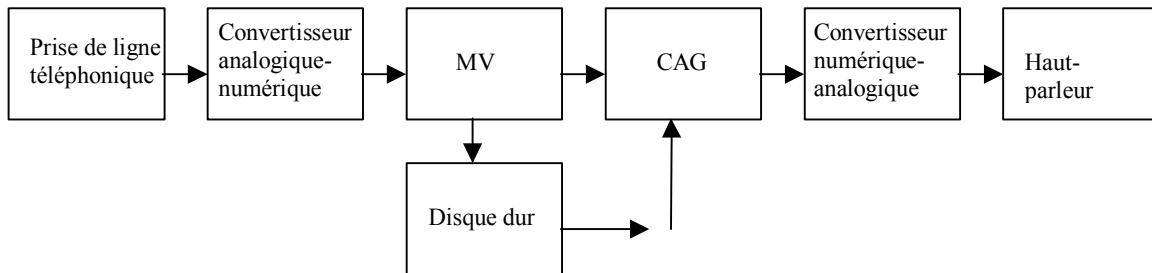 Prise de ligne
téléphonique
Convertisseur
analogique-
numérique
MV
CAG
Convertisseur
numérique-
analogique
Haut-
parleur
Disque dur